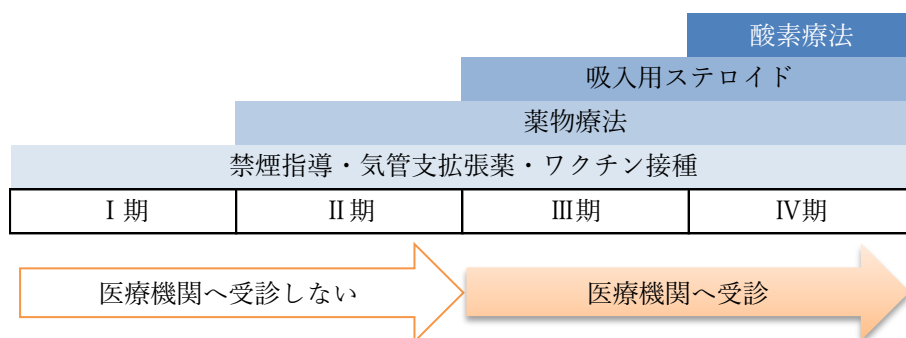 酸素療法
吸入用ステロイド
薬物療法
禁煙指導・気管支拡張薬・ワクチン接種
Ⅰ期 Ⅱ期 Ⅲ期 Ⅳ期
医療機関へ受診しない 医療機関へ受診